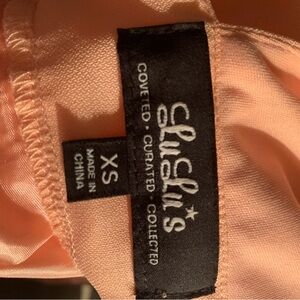 LuLu's
COVETED • CURATED • COLLECTED
XS
MADE IN
CHINA